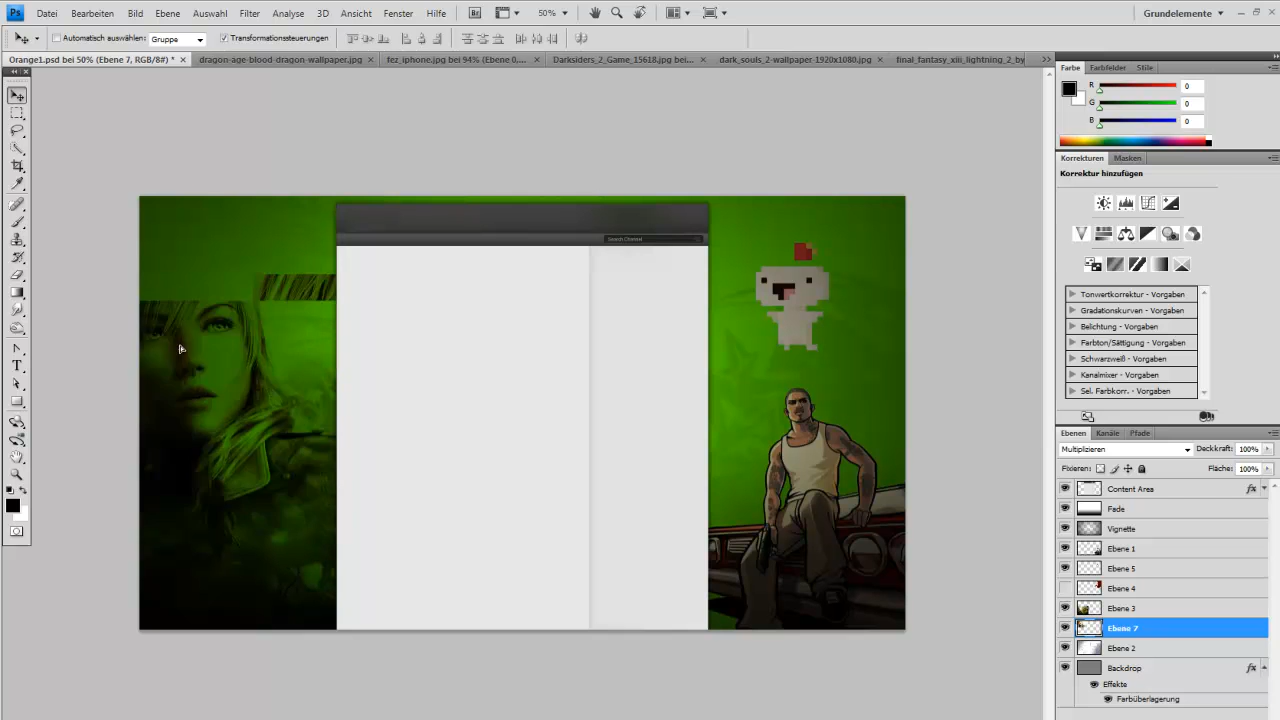 Ps Datei Bearbeiten Bild Ebene Auswahl Filter Analyse 3D Ansicht Fenster Hilfe Br 50% Grundelemente
Automatisch auswählen: Gruppe Transformationssteuerungen
Orange1.psd bei 50% (Ebene 7, RGB/8#) * dragon-age-blood-dragon-wallpaper.jpg fez_iphone.jpg bei 94% (Ebene 0,... Darksiders_2_Game_15618.jpg bei... dark_souls_2-wallpaper-1920x1080.jpg final_fantasy_xiii_lightning_2_by
Farbe Farbfelder Stile
R 0
G 0
B 0
Korrekturen Masken
Korrektur hinzufügen
Tonwertkorrektur - Vorgaben
Gradationskurven - Vorgaben
Belichtung - Vorgaben
Farbton/Sättigung - Vorgaben
Schwarzweiß - Vorgaben
Kanalmixer - Vorgaben
Sel. Farbkorr. - Vorgaben
Ebenen Kanäle Pfade
Multiplizieren Deckkraft: 100%
Fixieren: Fläche: 100%
Content Area fx
Fade
Vignette
Ebene 1
Ebene 5
Ebene 4
Ebene 3
Ebene 7
Ebene 2
Backdrop fx
Effekte
Farbüberlagerung
Search Channel